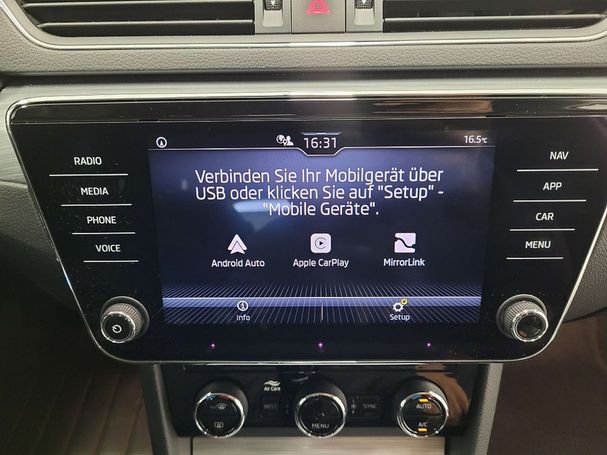 16:31
16.5°C
RADIO
MEDIA
PHONE
VOICE
Verbinden Sie Ihr Mobilgerät über
USB oder klicken Sie auf "Setup" -
"Mobile Geräte".
Android Auto
Apple CarPlay
MirrorLink
Info
Setup
NAV
APP
CAR
MENU
Air Care
REST
SYNC
MENU
AUTO
A/C